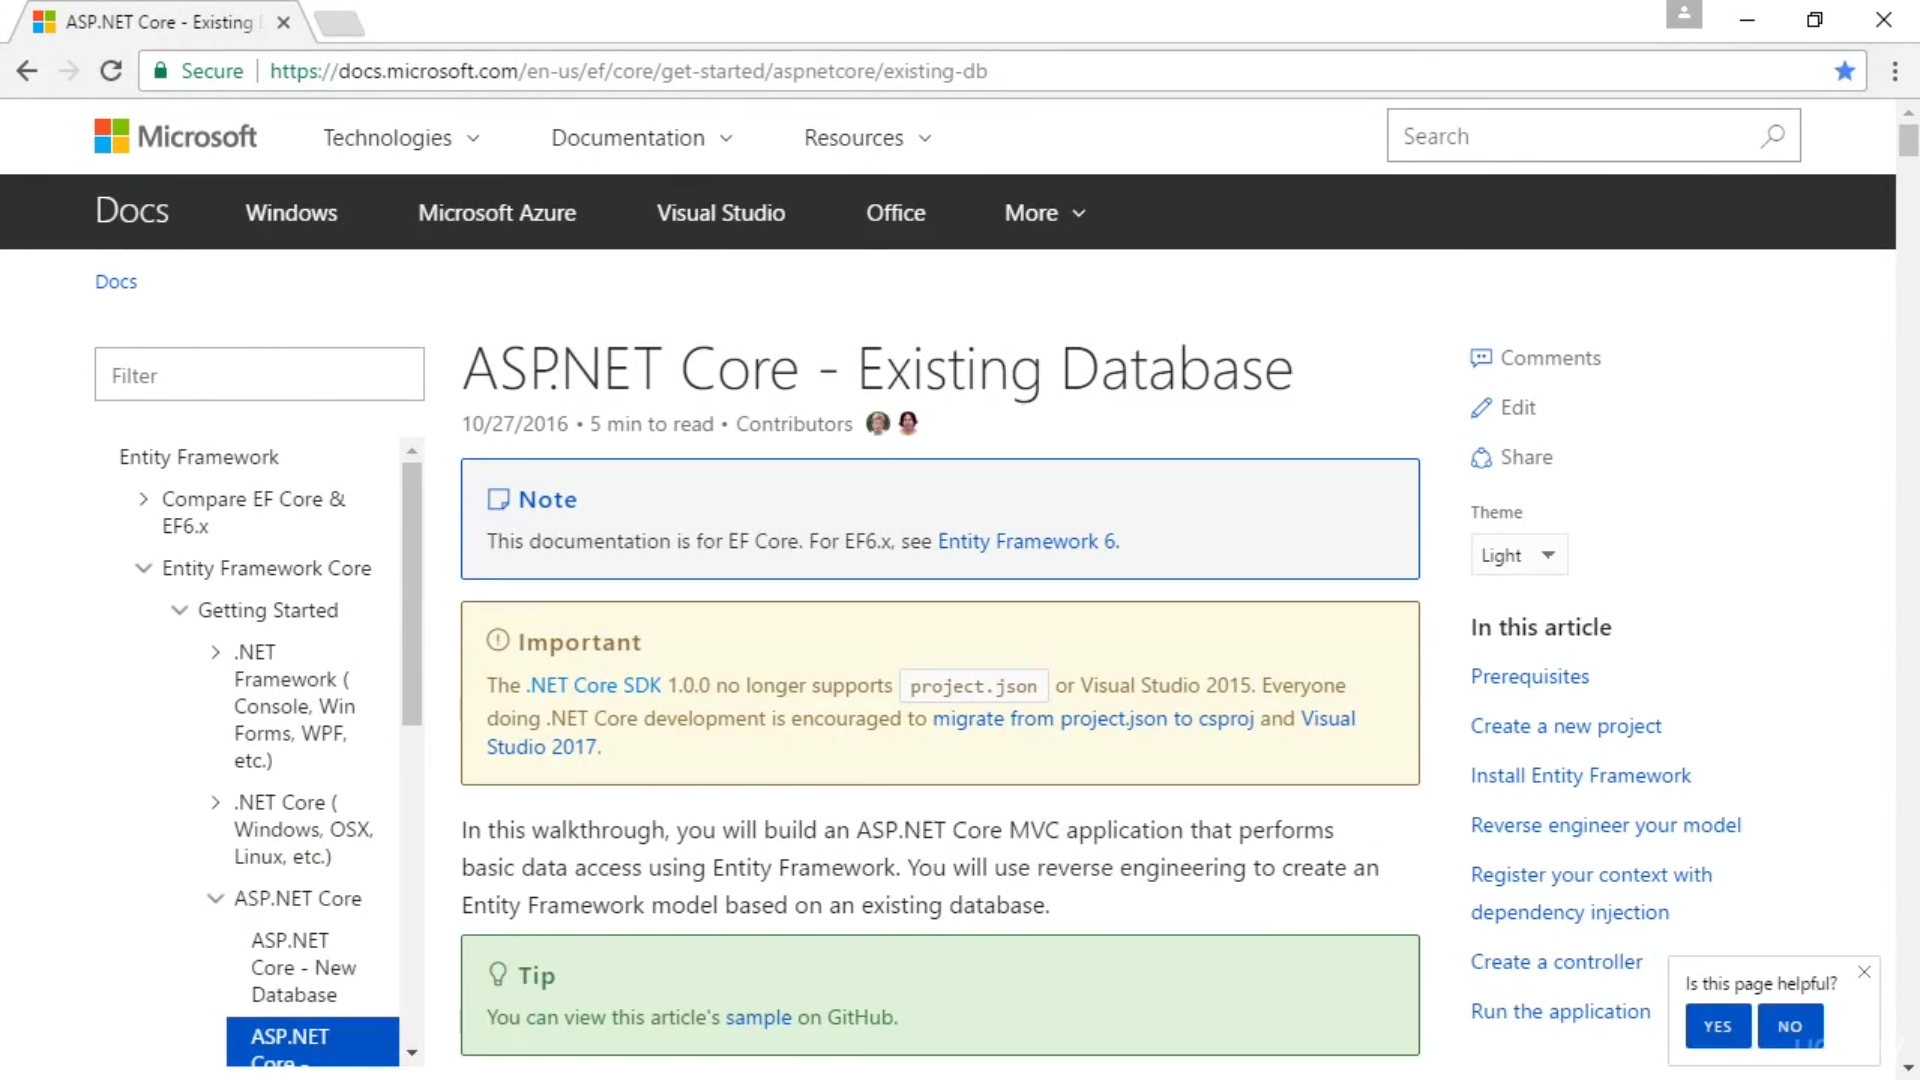 ASP.NET Core - Existing
Secure https://docs.microsoft.com/en-us/ef/core/get-started/aspnetcore/existing-db
Microsoft Technologies Documentation Resources Search
Docs Windows Microsoft Azure Visual Studio Office More
Docs
Filter
Entity Framework
Compare EF Core &
EF6.x
Entity Framework Core
Getting Started
.NET
Framework (
Console, Win
Forms, WPF,
etc.)
.NET Core (
Windows, OSX,
Linux, etc.)
ASP.NET Core
ASP.NET
Core - New
Database
ASP.NET
Core -
ASP.NET Core - Existing Database
10/27/2016 • 5 min to read • Contributors
Note
This documentation is for EF Core. For EF6.x, see Entity Framework 6.
Important
The .NET Core SDK 1.0.0 no longer supports project.json or Visual Studio 2015. Everyone
doing .NET Core development is encouraged to migrate from project.json to csproj and Visual
Studio 2017.
In this walkthrough, you will build an ASP.NET Core MVC application that performs
basic data access using Entity Framework. You will use reverse engineering to create an
Entity Framework model based on an existing database.
Tip
You can view this article's sample on GitHub.
Comments
Edit
Share
Theme
Light
In this article
Prerequisites
Create a new project
Install Entity Framework
Reverse engineer your model
Register your context with
dependency injection
Create a controller
Run the application
Is this page helpful?
YES NO